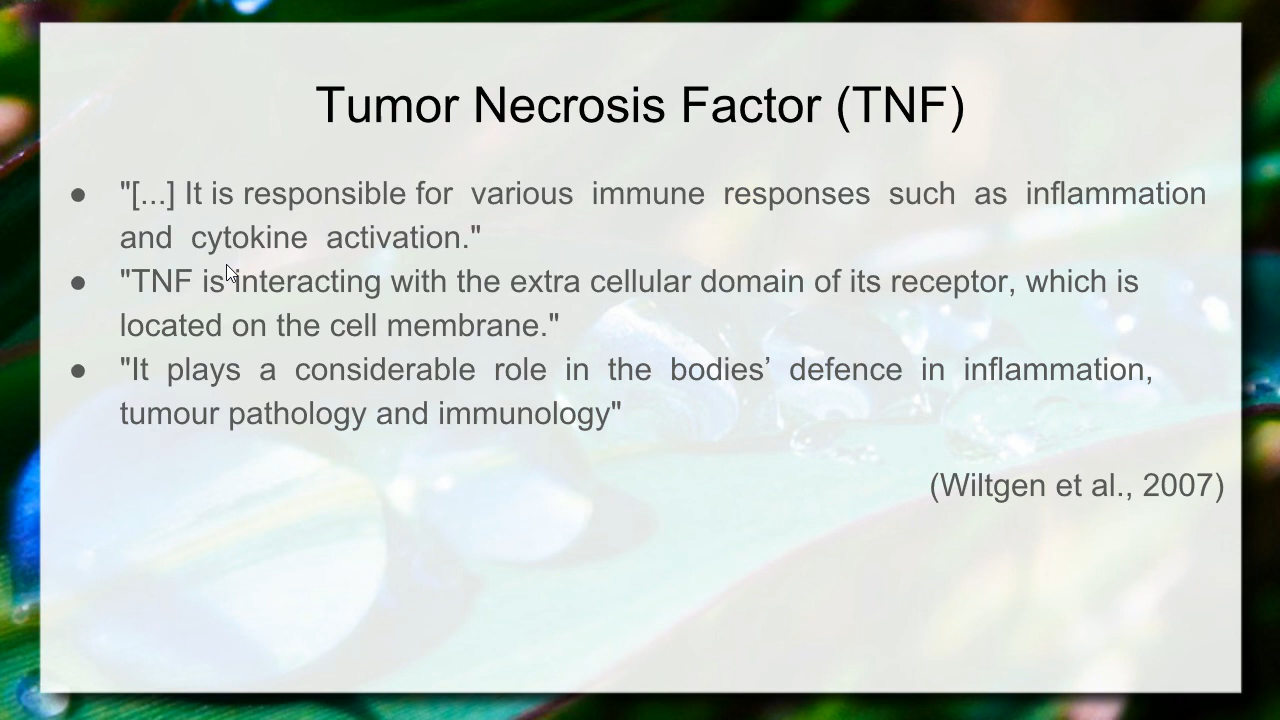 Tumor Necrosis Factor (TNF)
● "[...] It is responsible for various immune responses such as inflammation
and cytokine activation."
● "TNF is interacting with the extra cellular domain of its receptor, which is
located on the cell membrane."
● "It plays a considerable role in the bodies’ defence in inflammation,
tumour pathology and immunology"
(Wiltgen et al., 2007)